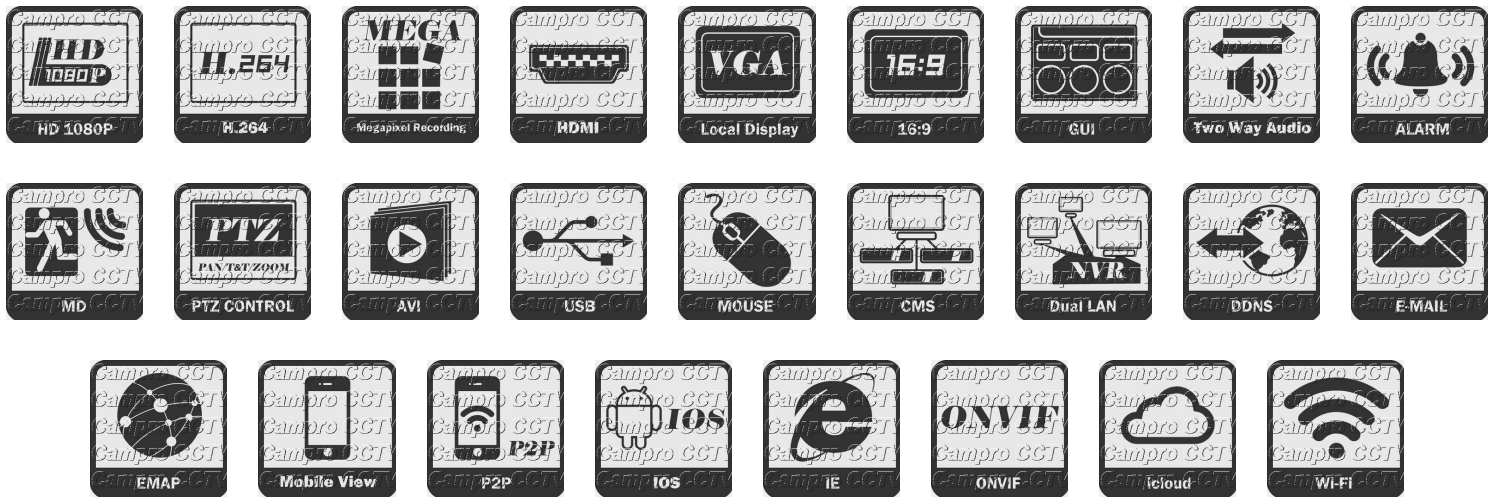 HD
1080P
HD 1080P
H.264
H.264
MEGA
Megapixel Recording
HDMI
VGA
Local Display
16:9
16:9
GUI
Two Way Audio
ALARM
MD
PTZ
PAN/T&T/ZOOM
PTZ CONTROL
AVI
USB
MOUSE
CMS
NVR
Dual LAN
DDNS
E-MAIL
EMAP
Mobile View
P2P
P2P
IOS
IOS
IE
ONVIF
ONVIF
icloud
Wi-Fi
Campro CCTV